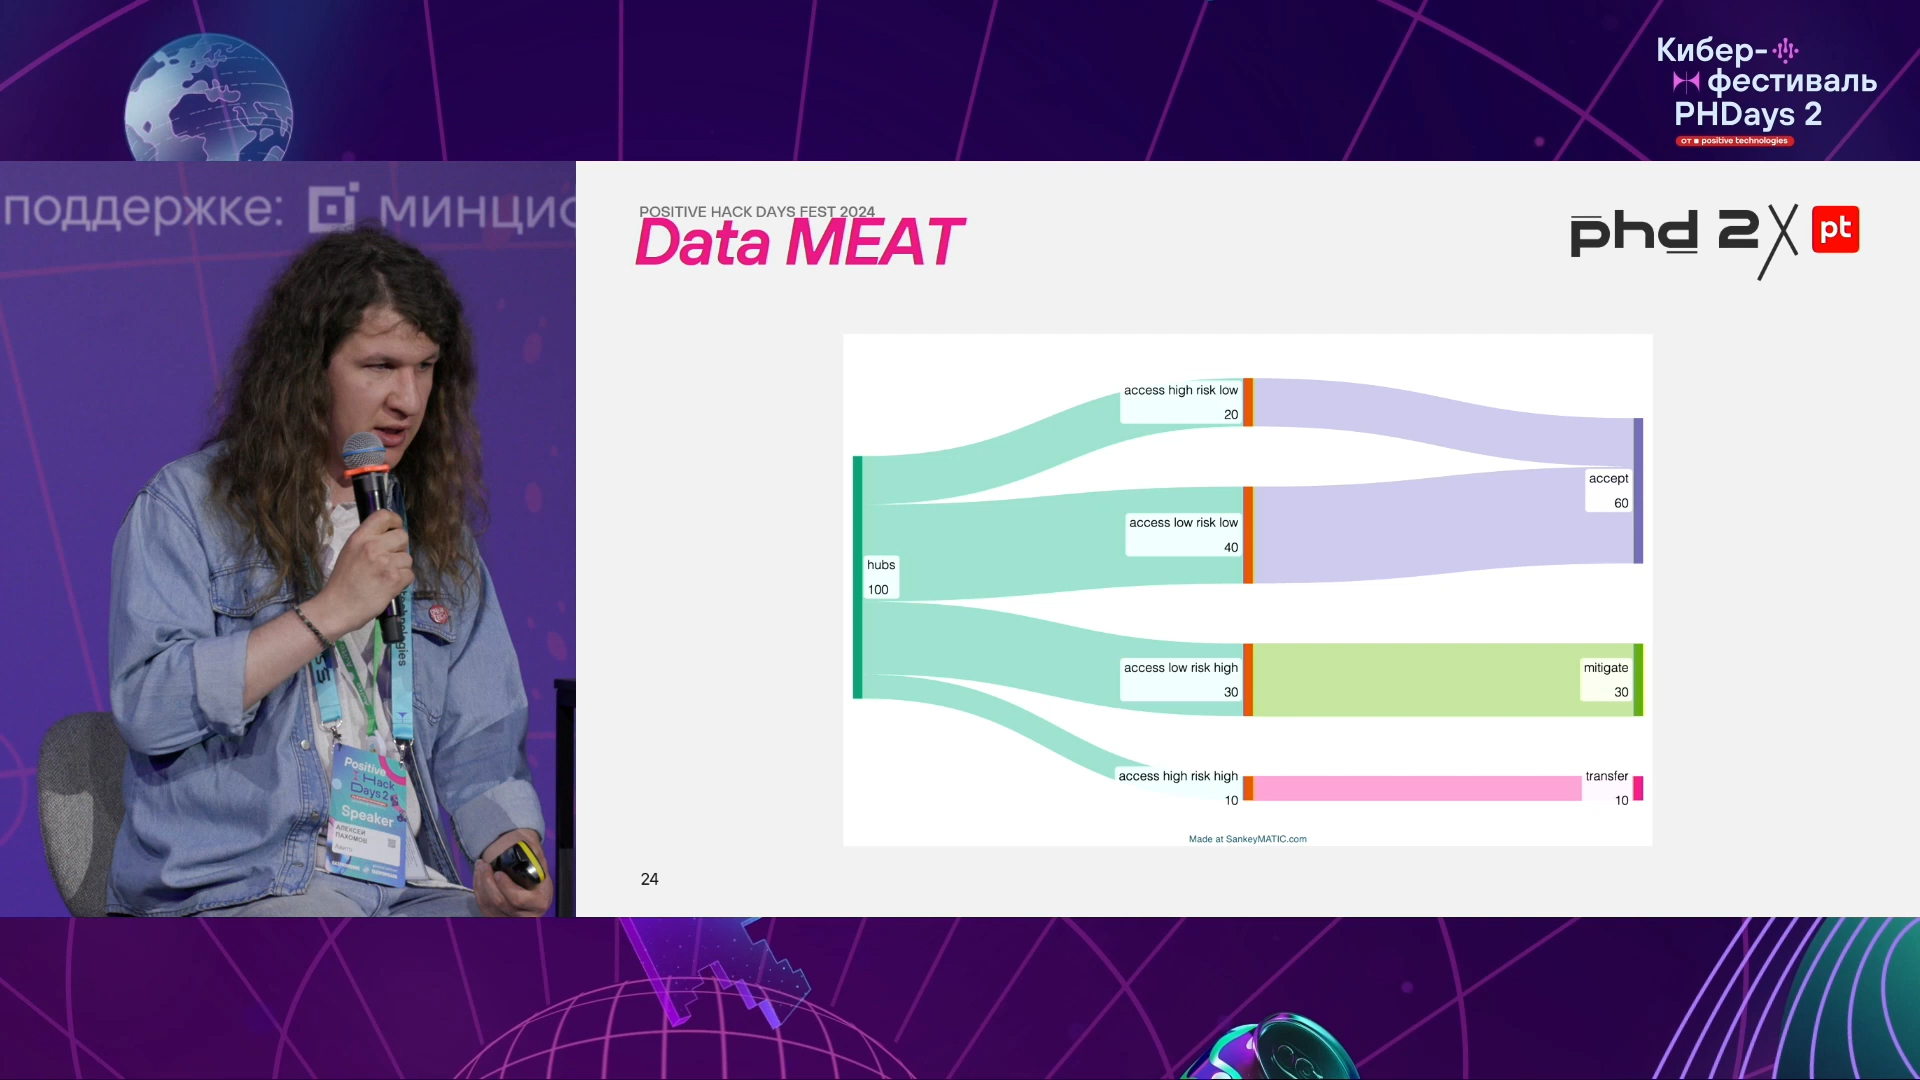 Кибер-
фестиваль
PHDays 2
от positive technologies
поддержке: МИНЦИФ
POSITIVE HACK DAYS FEST 2024
Data MEAT
phd 2
pt
access high risk low
20
accept
60
access low risk low
40
hubs
100
access low risk high
30
mitigate
30
access high risk high
10
transfer
10
Made at SankeyMATIC.com
24
Positive
Hack
Days 2
Speaker
АЛЕКСЕЙ
ПАХОМОВ